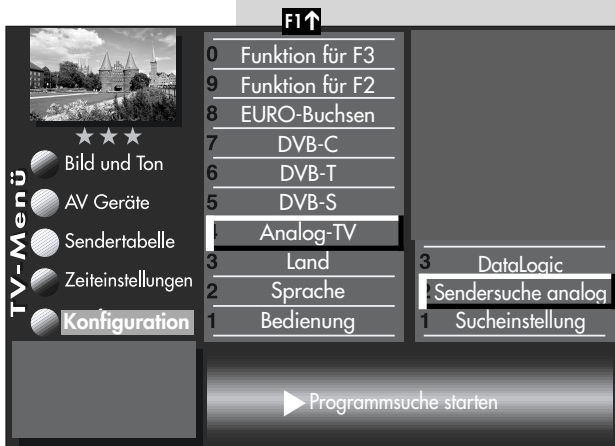 F1↑
TV-Menü
Bild und Ton
AV Geräte
Sendertabelle
Zeiteinstellungen
Konfiguration
0 Funktion für F3
9 Funktion für F2
8 EURO-Buchsen
7 DVB-C
6 DVB-T
5 DVB-S
Analog-TV
3 Land
2 Sprache
1 Bedienung
3 DataLogic
2 Sendersuche analog
1 Sucheinstellung
Programmsuche starten